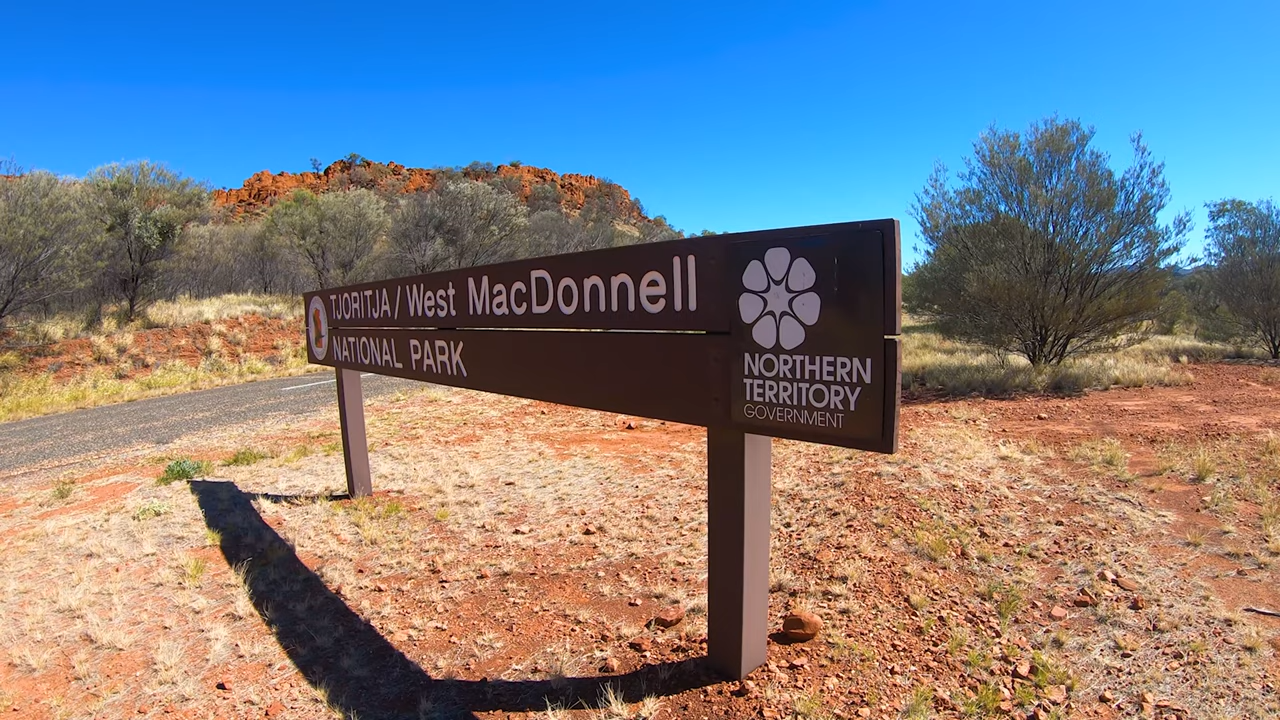 TJORITJA / West MacDonnell
NATIONAL PARK
NORTHERN
TERRITORY
GOVERNMENT